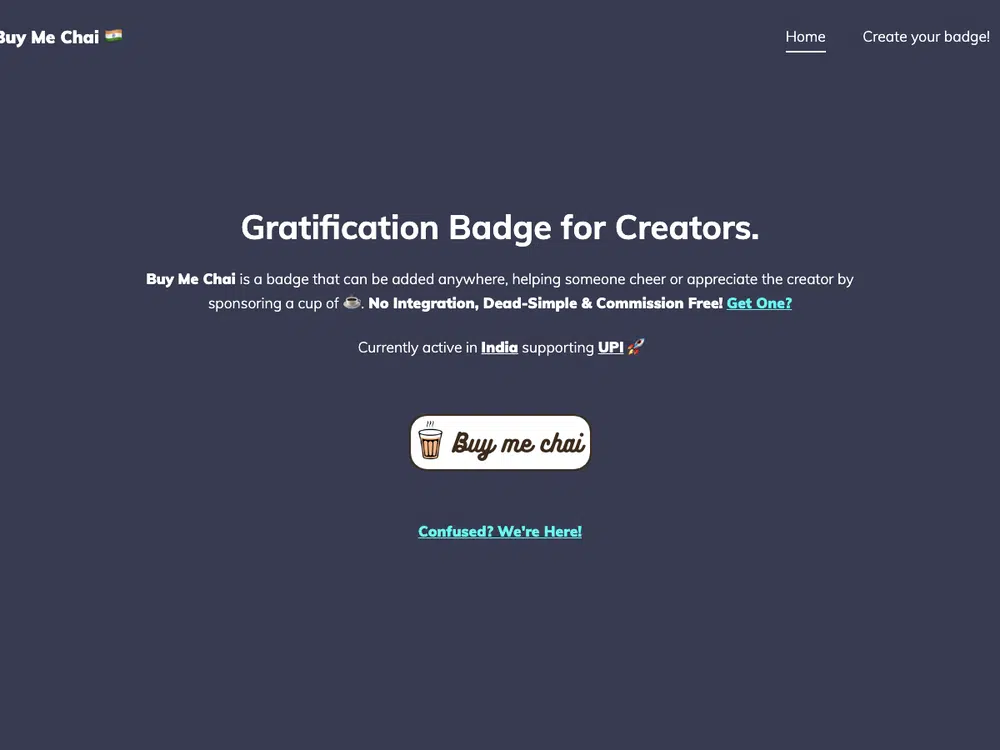 Buy Me Chai 🇮🇳
Home
Create your badge!
Gratification Badge for Creators.
Buy Me Chai is a badge that can be added anywhere, helping someone cheer or appreciate the creator by
sponsoring a cup of ☕. No Integration, Dead-Simple & Commission Free! Get One?
Currently active in India supporting UPI 🚀
Buy me chai
Confused? We're Here!